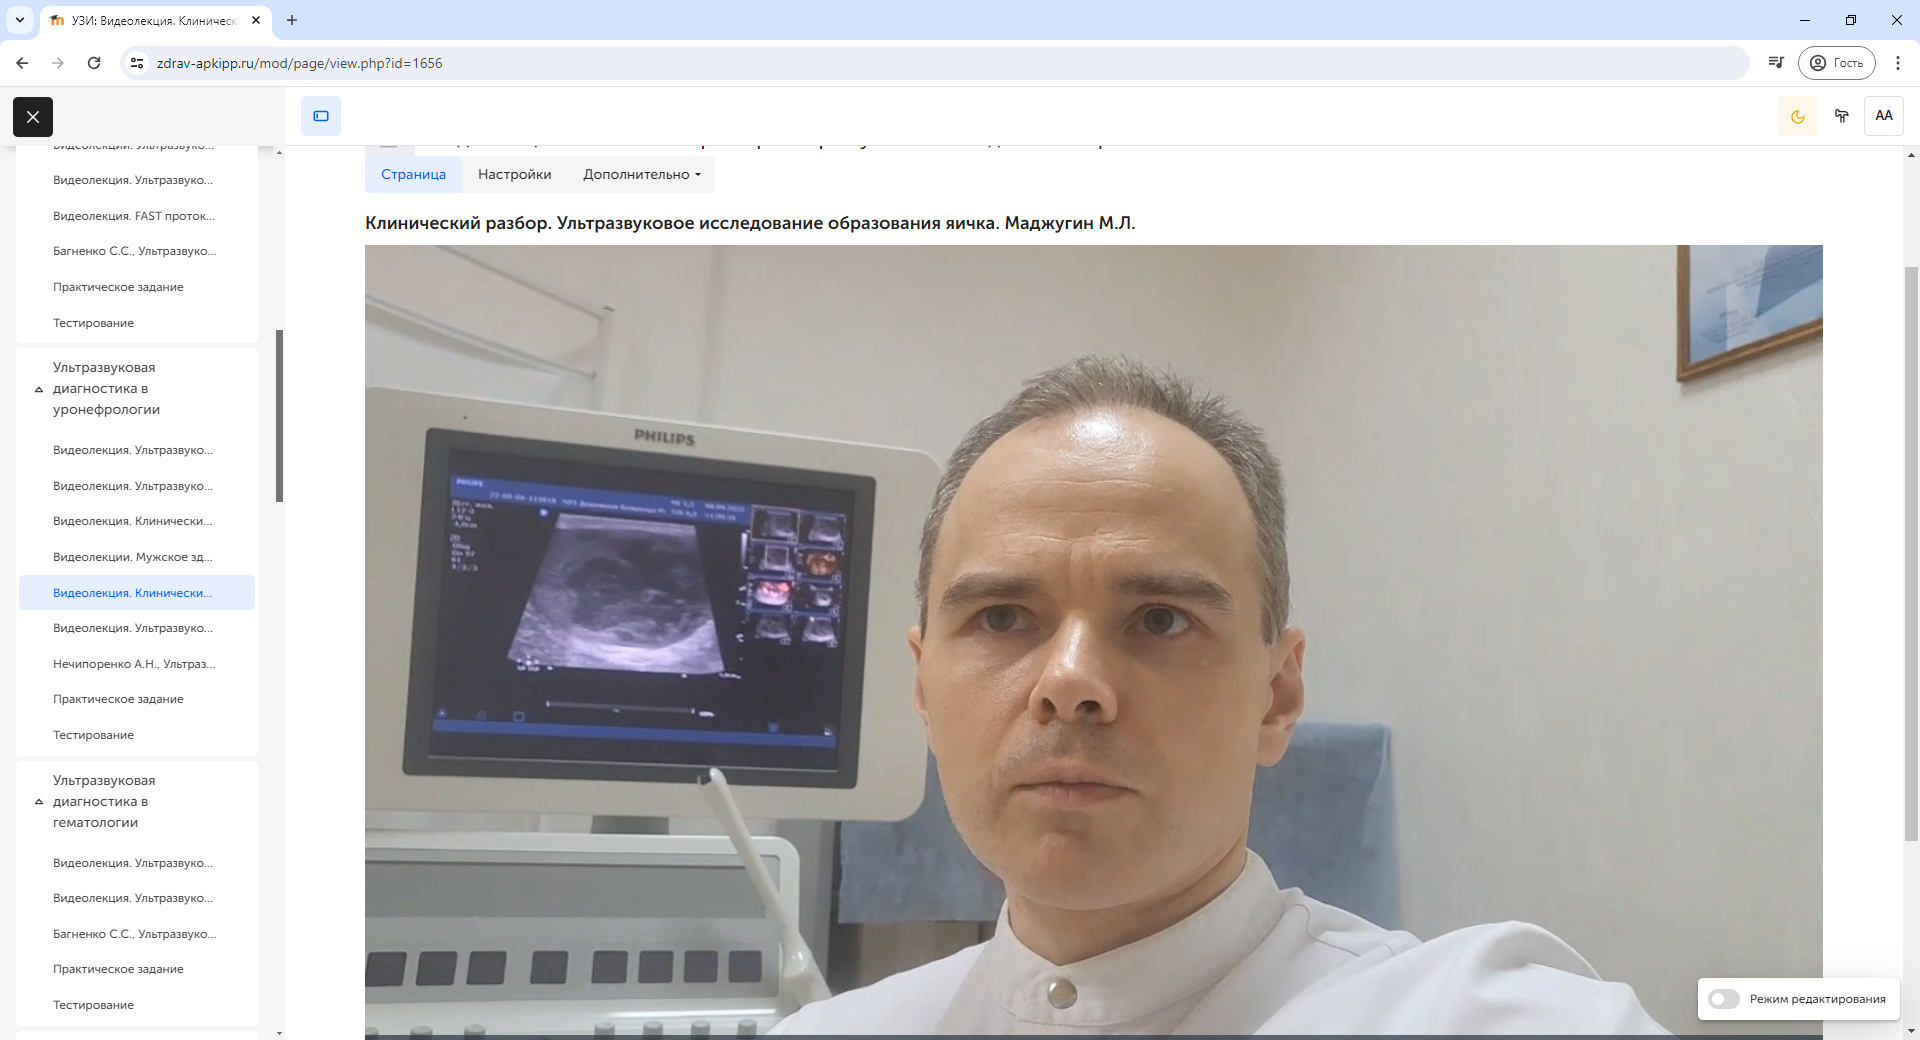 УЗИ: Видеолекция. Клиническ
zdrav-apkipp.ru/mod/page/view.php?id=1656
Гость
AA
Видеолекции. Ультразвуко...
Видеолекция. Ультразвуко...
Видеолекция. FAST проток...
Багненко С.С., Ультразвуко...
Практическое задание
Тестирование
Ультразвуковая
диагностика в
уронефрологии
Видеолекция. Ультразвуко...
Видеолекция. Ультразвуко...
Видеолекция. Клинически...
Видеолекции. Мужское зд...
Видеолекция. Клинически...
Видеолекция. Ультразвуко...
Нечипоренко А.Н., Ультраз...
Практическое задание
Тестирование
Ультразвуковая
диагностика в
гематологии
Видеолекция. Ультразвуко...
Видеолекция. Ультразвуко...
Багненко С.С., Ультразвуко...
Практическое задание
Тестирование
Страница Настройки Дополнительно
Клинический разбор. Ультразвуковое исследование образования яичка. Маджугин М.Л.
PHILIPS
PHILIPS
Режим редактирования